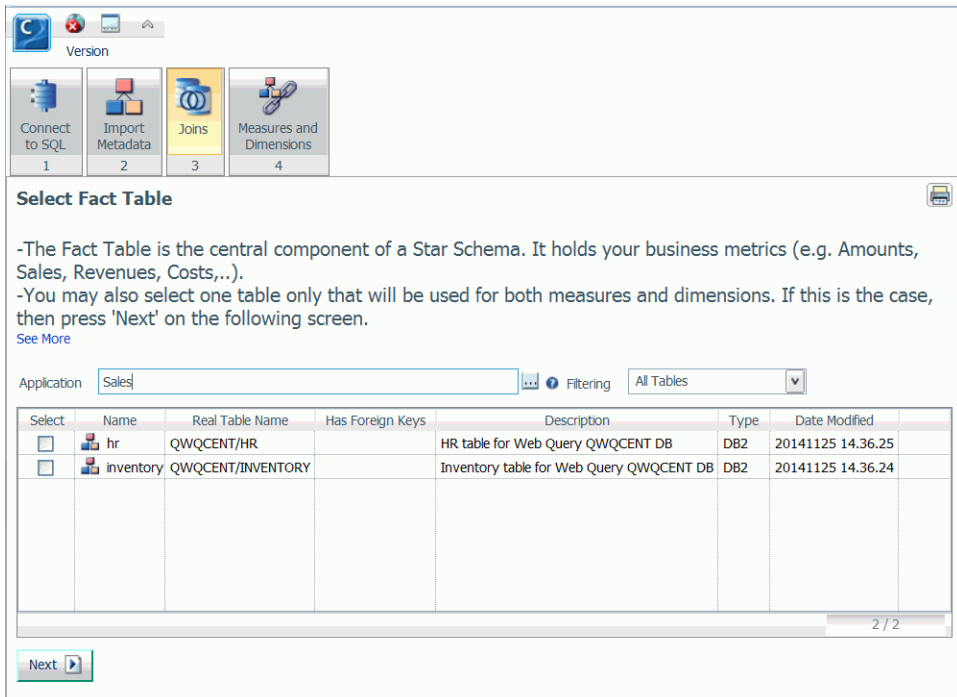 C
Version
Connect to SQL
Import Metadata
Joins
Measures and Dimensions
1
2
3
4
Select Fact Table
-The Fact Table is the central component of a Star Schema. It holds your business metrics (e.g. Amounts,
Sales, Revenues, Costs,..).
-You may also select one table only that will be used for both measures and dimensions. If this is the case,
then press 'Next' on the following screen.
See More
Application Sales ... ? Filtering All Tables
Select Name Real Table Name Has Foreign Keys Description Type Date Modified
hr QWQCENT/HR HR table for Web Query QWQCENT DB DB2 20141125 14.36.25
inventory QWQCENT/INVENTORY Inventory table for Web Query QWQCENT DB DB2 20141125 14.36.24
2 / 2
Next